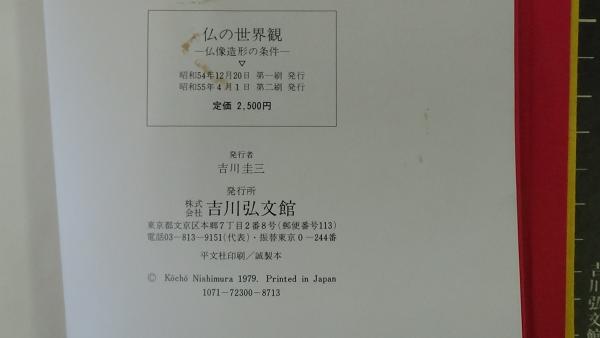 仏の世界観
—仏像造形の条件—
▽
昭和54年12月20日 第一刷 発行
昭和55年4月1日 第二刷 発行
定価 2,500円
発行者
吉川圭三
発行所
株式会社 吉川弘文館
東京都文京区本郷7丁目2番8号(郵便番号113)
電話03-813-9151(代表)・振替東京0-244番
平文社印刷/誠製本
© Kōchō Nishimura 1979. Printed in Japan
1071-72300-8713
吉川弘文館